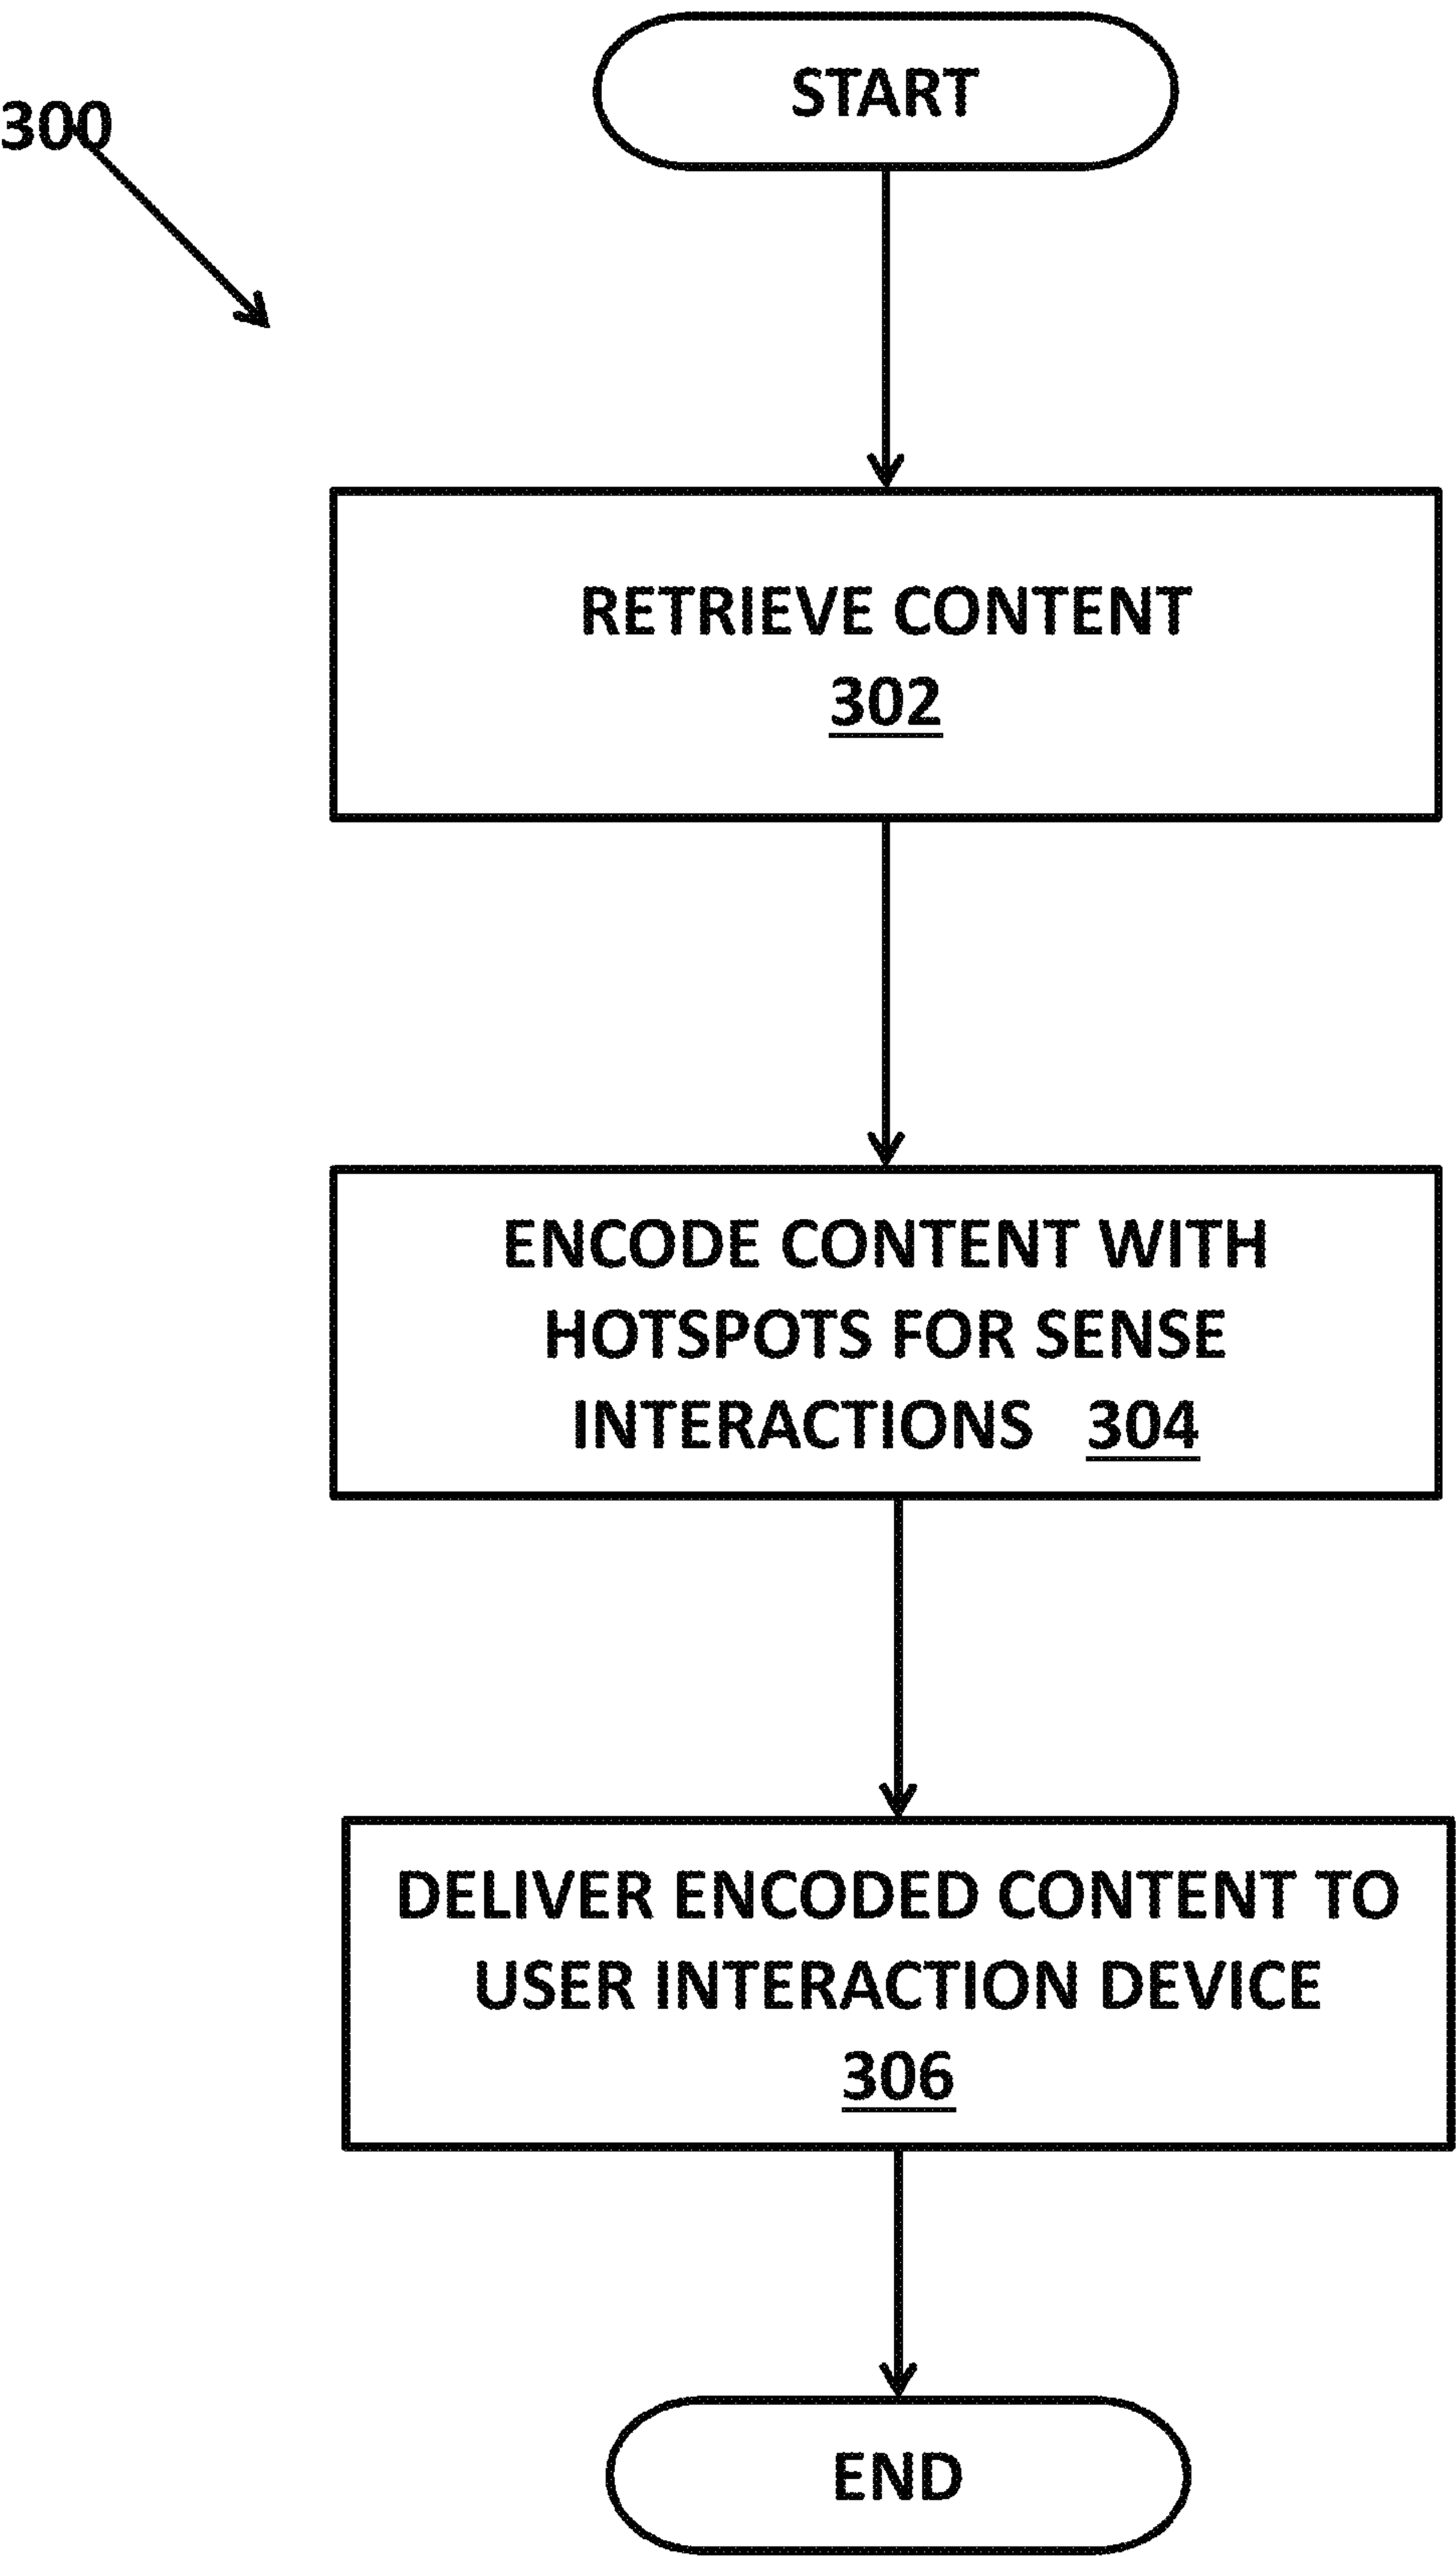 START
300
RETRIEVE CONTENT
302
ENCODE CONTENT WITH
HOTSPOTS FOR SENSE
INTERACTIONS 304
DELIVER ENCODED CONTENT TO
USER INTERACTION DEVICE
306
END